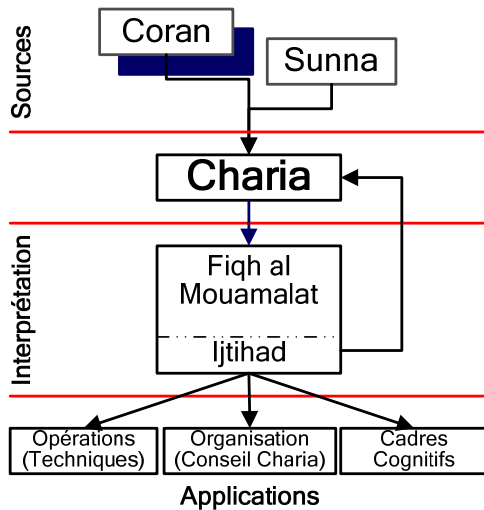 Sources
Coran
Sunna
Charia
Interprétation
Fiqh al
Mouamalat
Ijtihad
Opérations
(Techniques)
Organisation
(Conseil Charia)
Cadres
Cognitifs
Applications